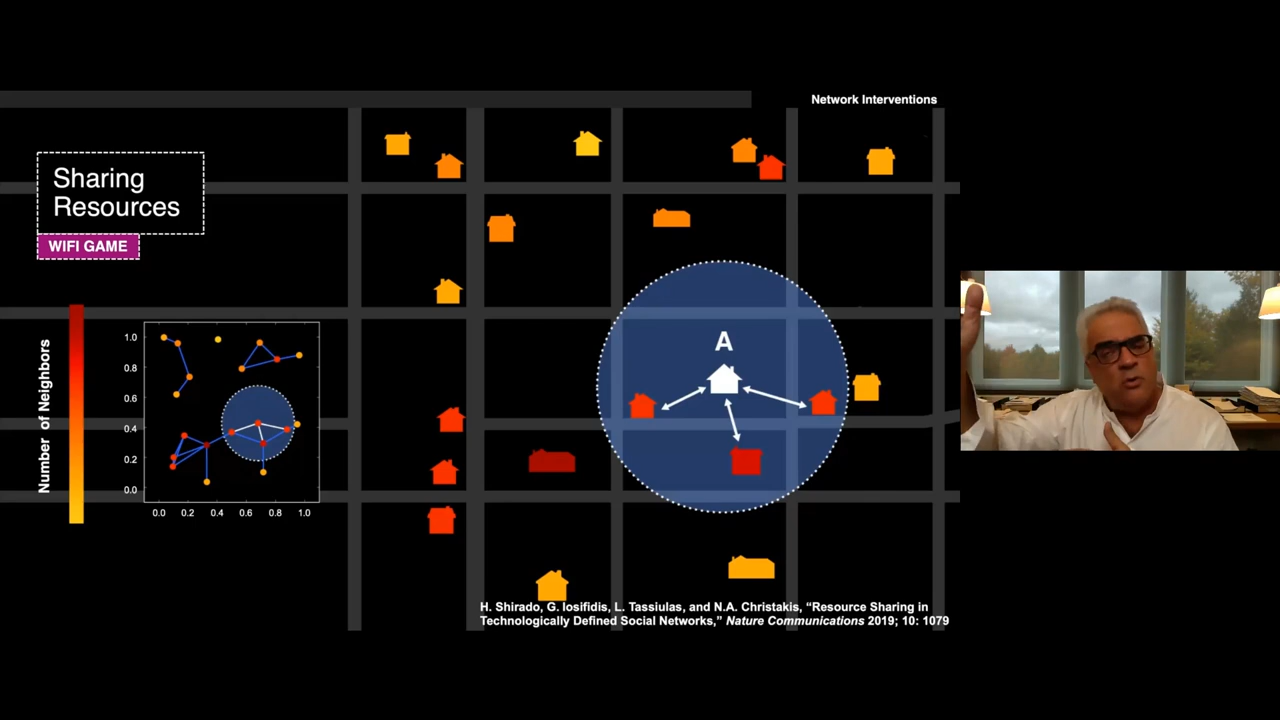 Network Interventions
Sharing
Resources
WIFI GAME
Number of Neighbors
1.0
0.8
0.6
0.4
0.2
0.0
0.0
0.2
0.4
0.6
0.8
1.0
A
H. Shirado, G. Iosifidis, L. Tassiulas, and N.A. Christakis, “Resource Sharing in
Technologically Defined Social Networks,” Nature Communications 2019; 10: 1079